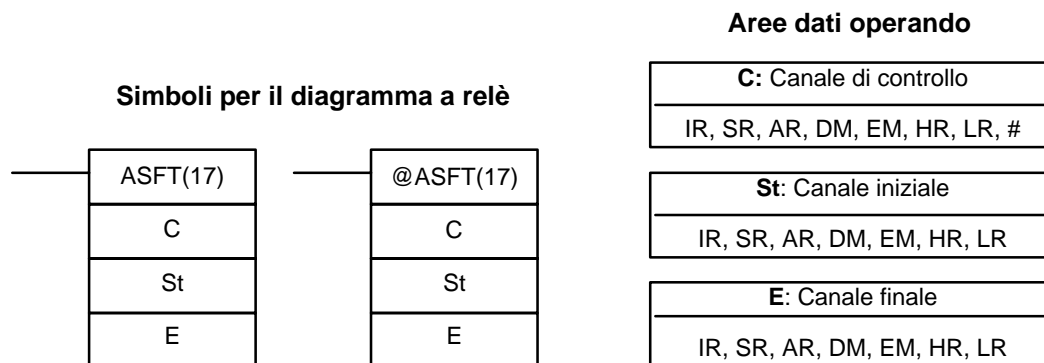 Simboli per il diagramma a relè
ASFT(17)
C
St
E
@ASFT(17)
C
St
E
Aree dati operando
C: Canale di controllo
IR, SR, AR, DM, EM, HR, LR, #
St: Canale iniziale
IR, SR, AR, DM, EM, HR, LR
E: Canale finale
IR, SR, AR, DM, EM, HR, LR